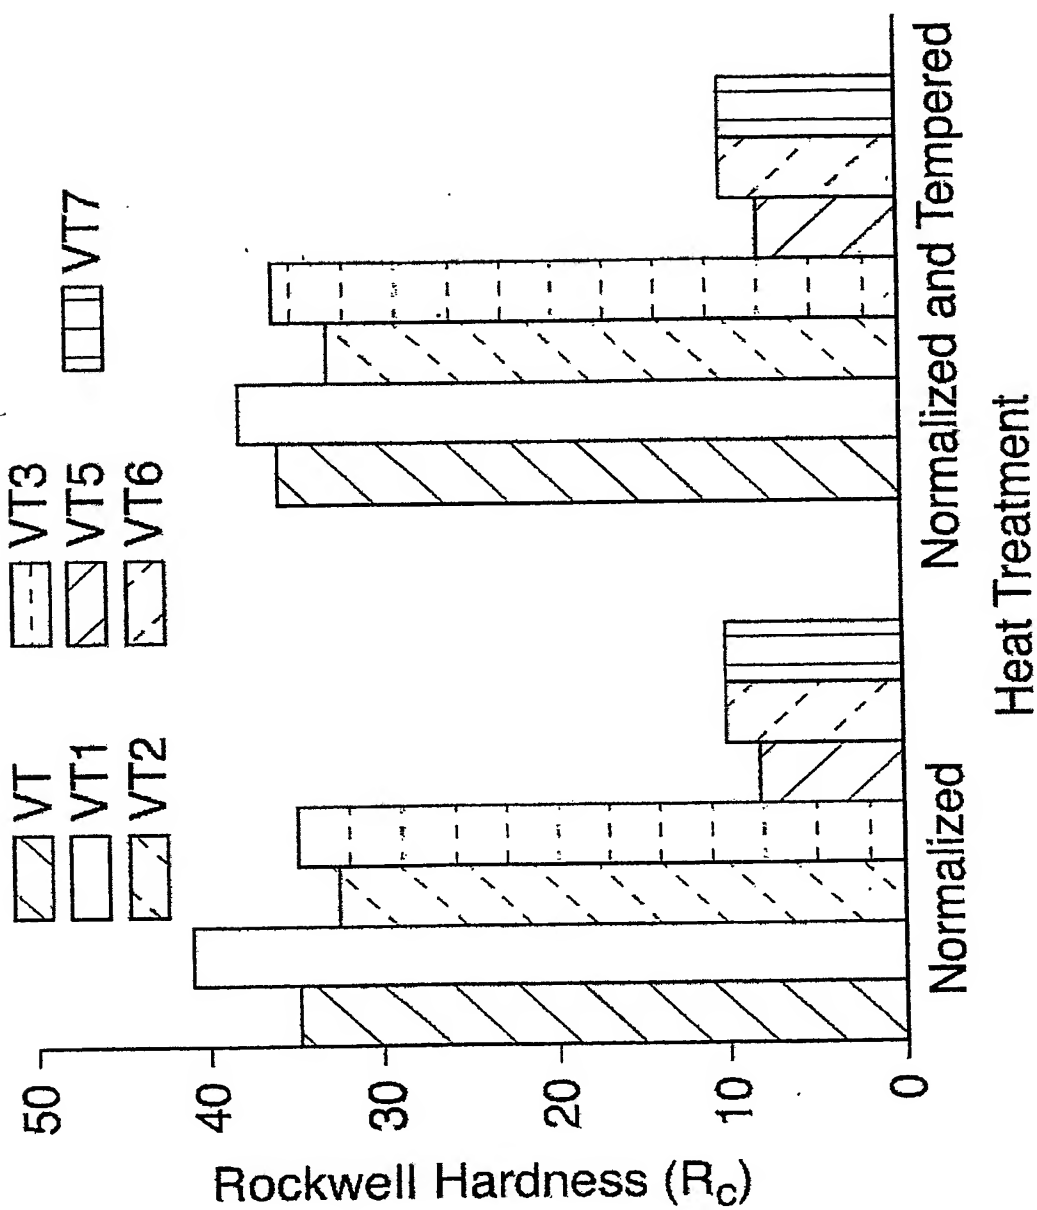 VT
VT1
VT2
VT3
VT5
VT6
VT7
Rockwell Hardness (Rc)
50
40
30
20
10
0
Normalized
Normalized and Tempered
Heat Treatment